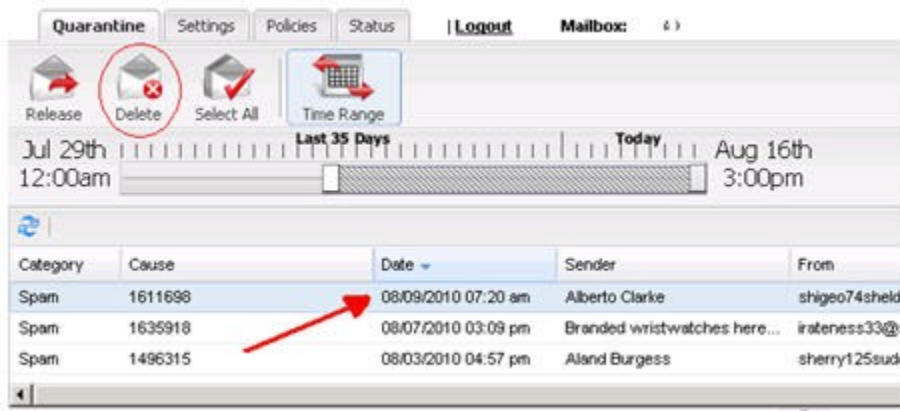 Quarantine Settings Policies Status | Logout Mailbox:
Release Delete Select All Time Range
Last 35 Days Today
Jul 29th Aug 16th
12:00am 3:00pm
Category Cause Date Sender From
Spam 1611698 08/09/2010 07:20 am Alberto Clarke shigeo74sheld
Spam 1635918 08/07/2010 03:09 pm Branded wristwatches here... irateness33@
Spam 1496315 08/03/2010 04:57 pm Aland Burgess sherry125sud